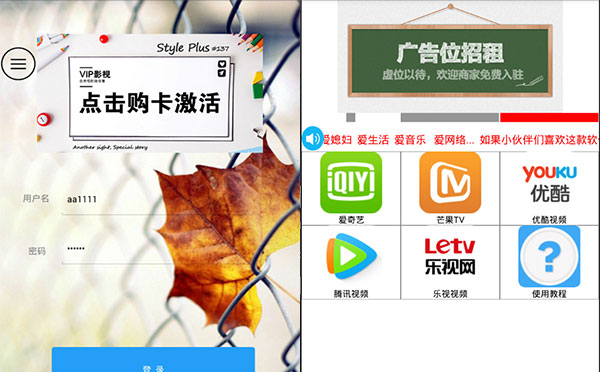 Style Plus #137
VIP影视
点击购卡激活
Another sight, Special story
用户名
aa1111
密码
••••••
登 录
广告位招租
虚位以待，欢迎商家免费入驻
爱媳妇 爱生活 爱音乐 爱网络... 如果小伙伴们喜欢这款软
iQIYI
爱奇艺
芒果TV
YOUKU
优酷
优酷视频
腾讯视频
Letv
乐视网
乐视视频
?
使用教程